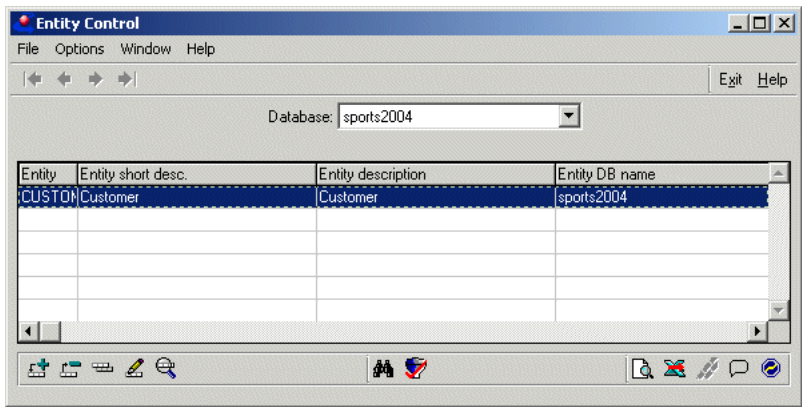 Entity Control
File Options Window Help
Exit Help
Database: sports2004
Entity Entity short desc. Entity description Entity DB name
CUSTOM Customer Customer sports2004